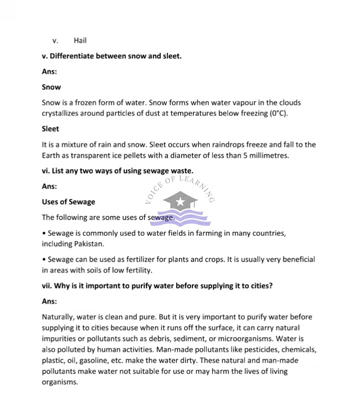 v. Hail
v. Differentiate between snow and sleet.
Ans:
Snow
Snow is a frozen form of water. Snow forms when water vapour in the clouds
crystallizes around particles of dust at temperatures below freezing (0°C).
Sleet
It is a mixture of rain and snow. Sleet occurs when raindrops freeze and fall to the
Earth as transparent ice pellets with a diameter of less than 5 millimetres.
vi. List any two ways of using sewage waste.
Ans:
VOICE OF LEARNING
Uses of Sewage
The following are some uses of sewage.
• Sewage is commonly used to water fields in farming in many countries,
including Pakistan.
• Sewage can be used as fertilizer for plants and crops. It is usually very beneficial
in areas with soils of low fertility.
vii. Why is it important to purify water before supplying it to cities?
Ans:
Naturally, water is clean and pure. But it is very important to purify water before
supplying it to cities because when it runs off the surface, it can carry natural
impurities or pollutants such as debris, sediment, or microorganisms. Water is
also polluted by human activities. Man-made pollutants like pesticides, chemicals,
plastic, oil, gasoline, etc. make the water dirty. These natural and man-made
pollutants make water not suitable for use or may harm the lives of living
organisms.